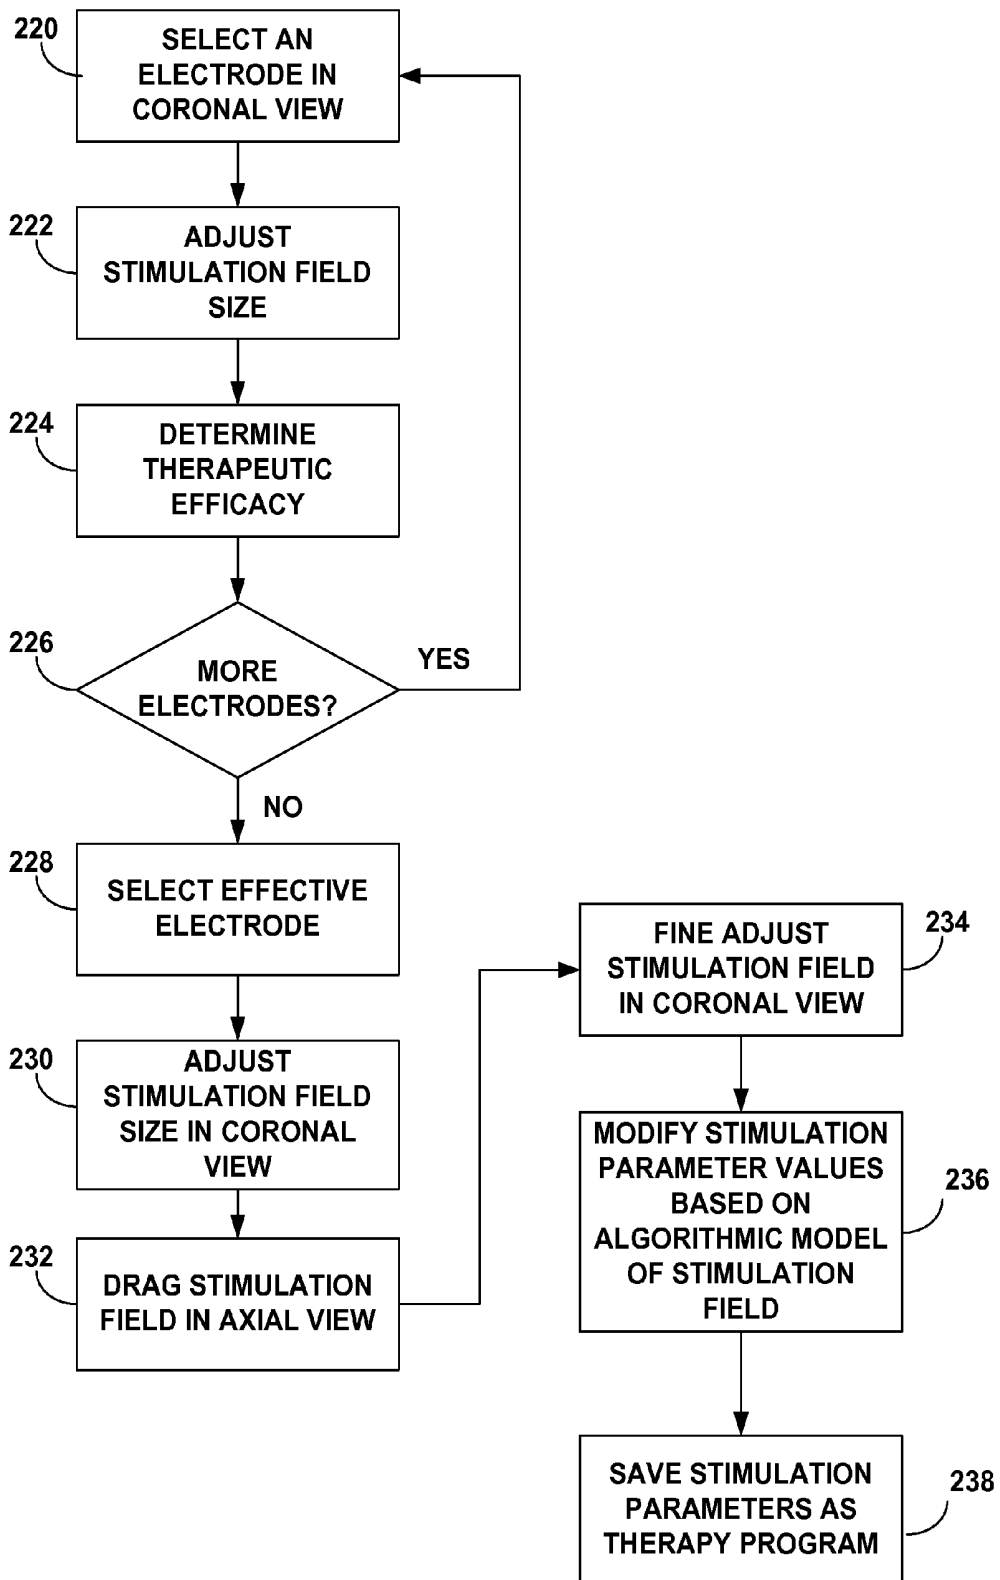 220
SELECT AN
ELECTRODE IN
CORONAL VIEW
222
ADJUST
STIMULATION FIELD
SIZE
224
DETERMINE
THERAPEUTIC
EFFICACY
226
MORE
ELECTRODES?
YES
NO
228
SELECT EFFECTIVE
ELECTRODE
230
ADJUST
STIMULATION FIELD
SIZE IN CORONAL
VIEW
232
DRAG STIMULATION
FIELD IN AXIAL VIEW
234
FINE ADJUST
STIMULATION FIELD
IN CORONAL VIEW
236
MODIFY STIMULATION
PARAMETER VALUES
BASED ON
ALGORITHMIC MODEL
OF STIMULATION
FIELD
238
SAVE STIMULATION
PARAMETERS AS
THERAPY PROGRAM